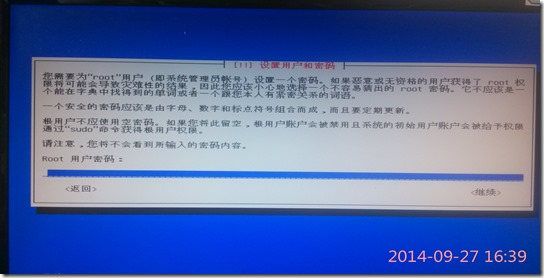 [!!] 设置用户和密码
您需要为“root”用户 (即系统管理员帐号) 设置一个密码。如果恶意或无资格的用户获得了 root 权
限将可能会导致灾难性的结果，因此您应该小心地选择一个不容易猜出的 root 密码。它不应该是一
个能在字典中找得到的单词或者一个跟您本人有紧密关系的词语。
一个安全的密码应该是由字母、数字和标点符号组合而成，而且要定期更新。
根用户不应使用空密码。如果您将此留空，根用户账户会被禁用且系统的初始用户账户会被给予权限
通过“sudo”命令获得根用户权限。
请注意，您将不会看到所输入的密码内容。
Root 用户密码：
<返回>
<继续>
2014-09-27 16:39